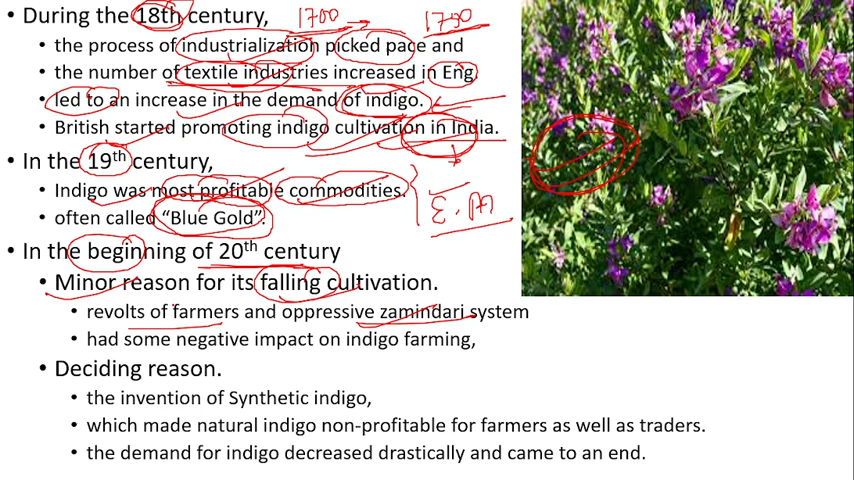 • During the 18th century, 1700 1750
• the process of industrialization picked pace and
• the number of textile industries increased in Eng
• led to an increase in the demand of indigo.
• British started promoting indigo cultivation in India.
• In the 19th century,
• Indigo was most profitable commodities.
• often called “Blue Gold”.
• In the beginning of 20th century
• Minor reason for its falling cultivation.
• revolts of farmers and oppressive zamindari system
• had some negative impact on indigo farming,
• Deciding reason.
• the invention of Synthetic indigo,
• which made natural indigo non-profitable for farmers as well as traders.
• the demand for indigo decreased drastically and came to an end.